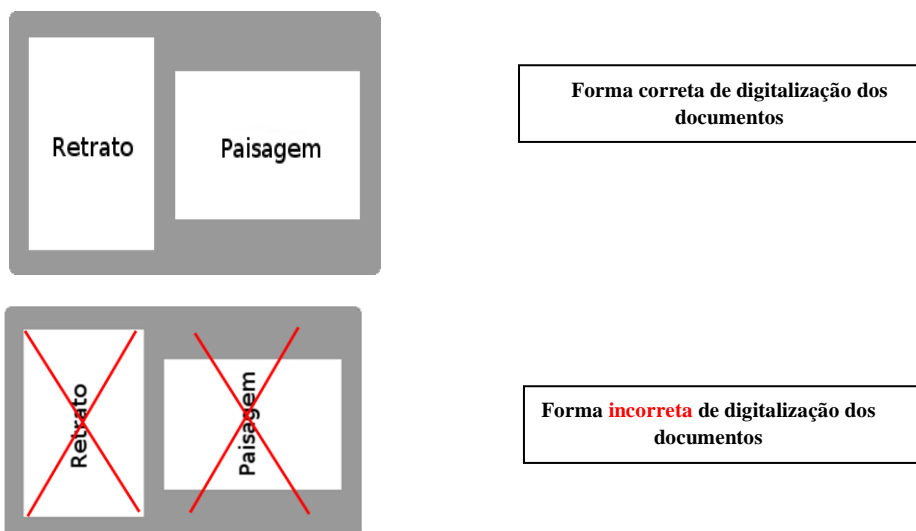 Retrato
Paisagem
Forma correta de digitalização dos
documentos
Retrato
Paisagem
Forma incorreta de digitalização dos
documentos